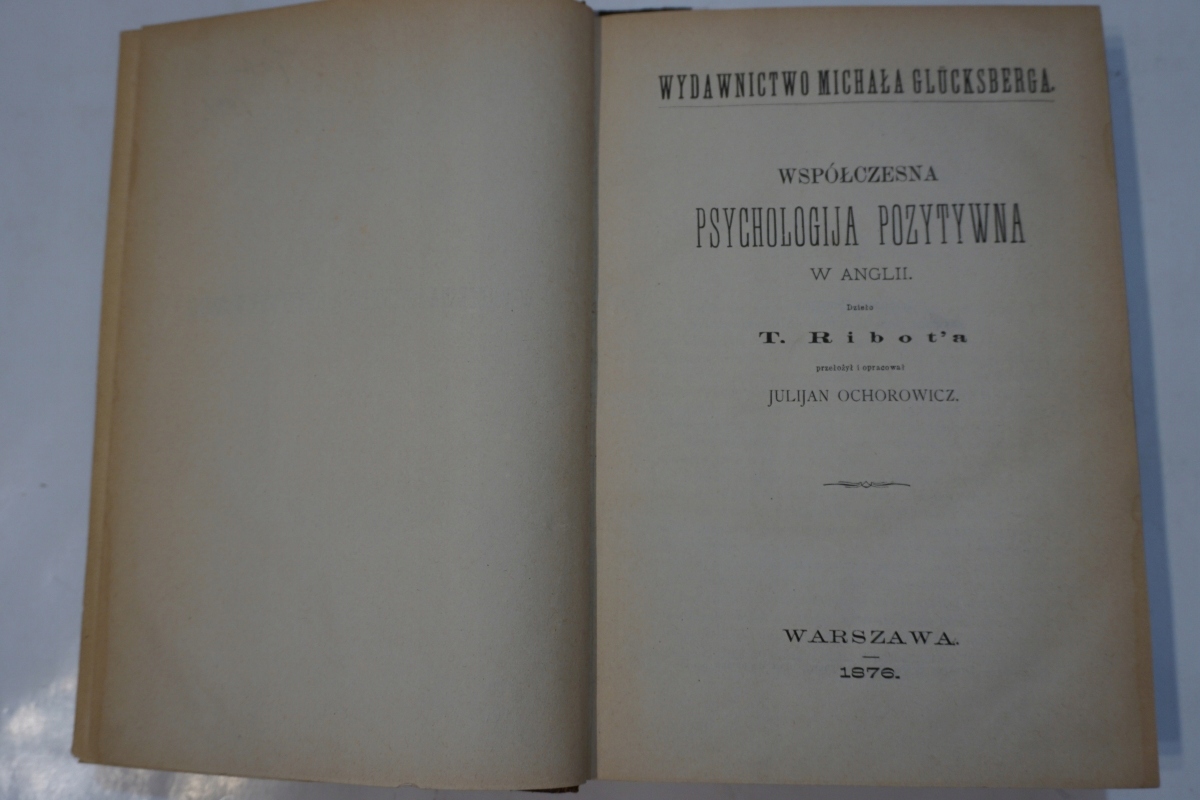 WYDAWNICTWO MICHAŁA GLÜCKSBERGA.
WSPÓŁCZESNA
PSYCHOLOGIJA POZYTYWNA
W ANGLII.
Dzieło
T. Ribot'a
przełożył i opracował
JULIJAN OCHOROWICZ.
WARSZAWA.
1876.